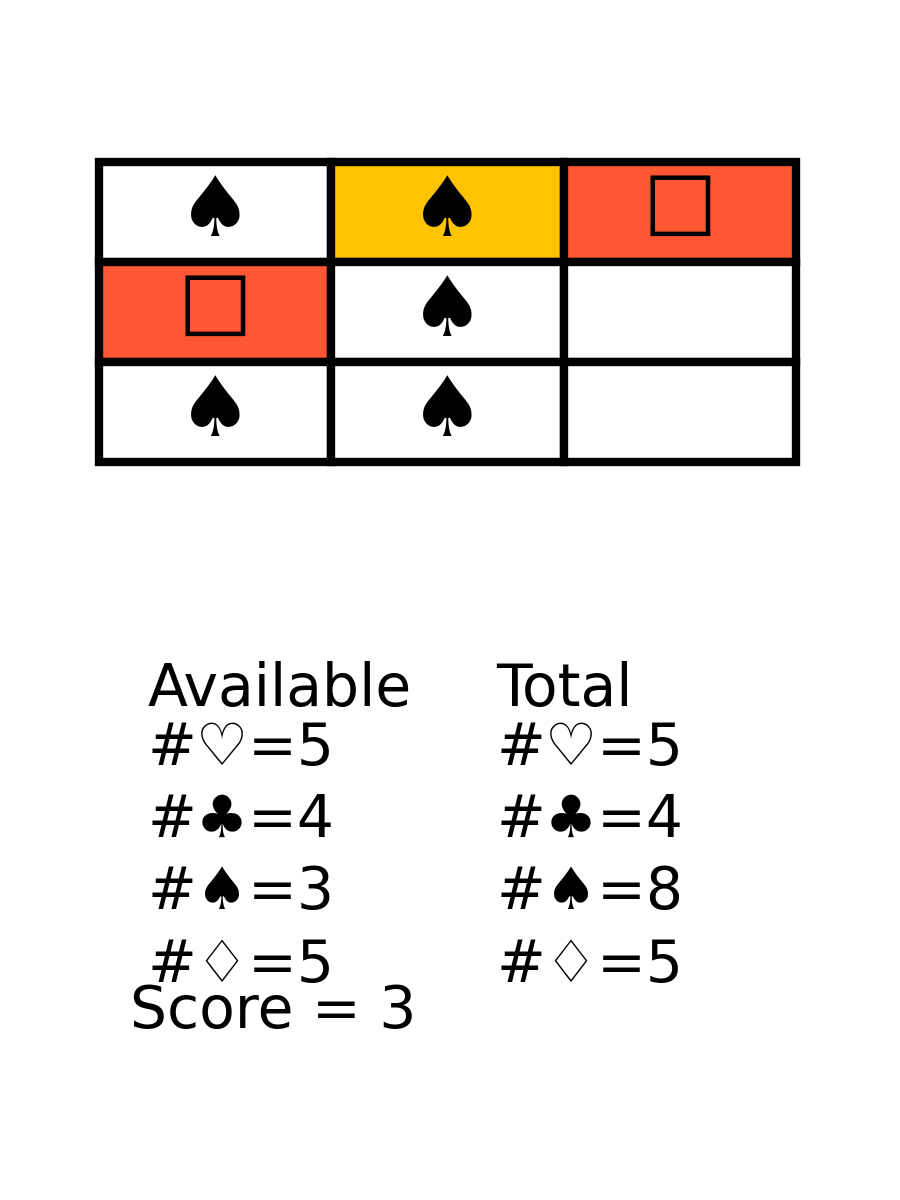 ♠ ♠ □
□ ♠
♠ ♠
Available Total
#♡=5 #♡=5
#♣=4 #♣=4
#♠=3 #♠=8
#♢=5 #♢=5
Score = 3